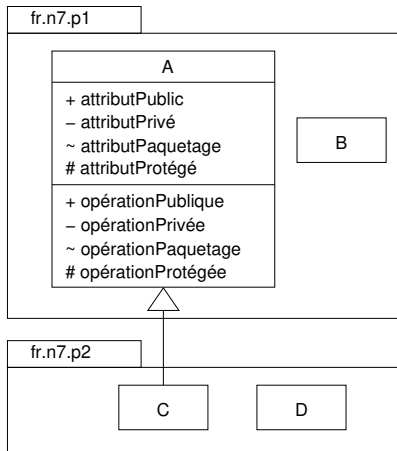 fr.n7.p1
A
+ attributPublic
– attributPrivé
~ attributPaquetage
# attributProtégé
B
+ opérationPublique
– opérationPrivée
~ opérationPaquetage
# opérationProtégée
fr.n7.p2
C
D